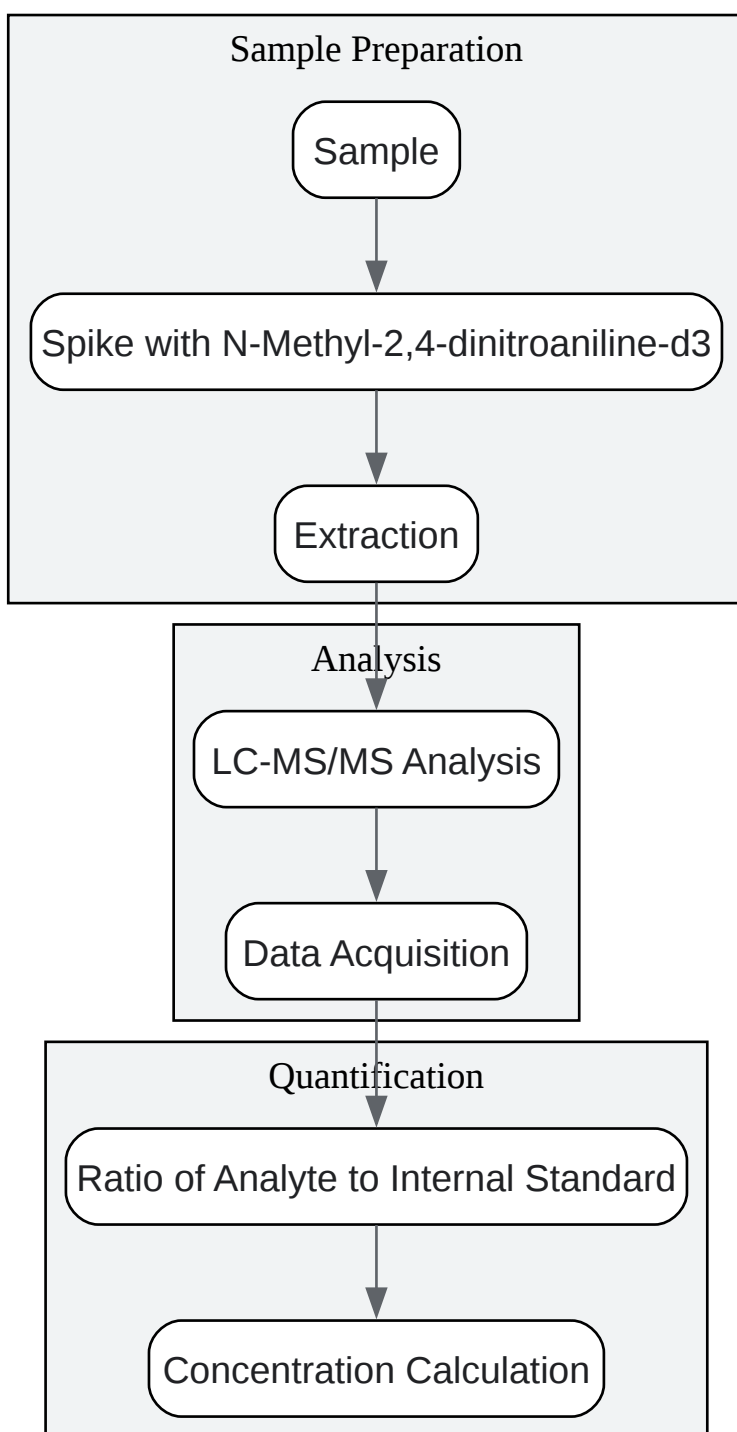 Sample Preparation
Sample
Spike with N-Methyl-2,4-dinitroaniline-d3
Extraction
Analysis
LC-MS/MS Analysis
Data Acquisition
Quantification
Ratio of Analyte to Internal Standard
Concentration Calculation